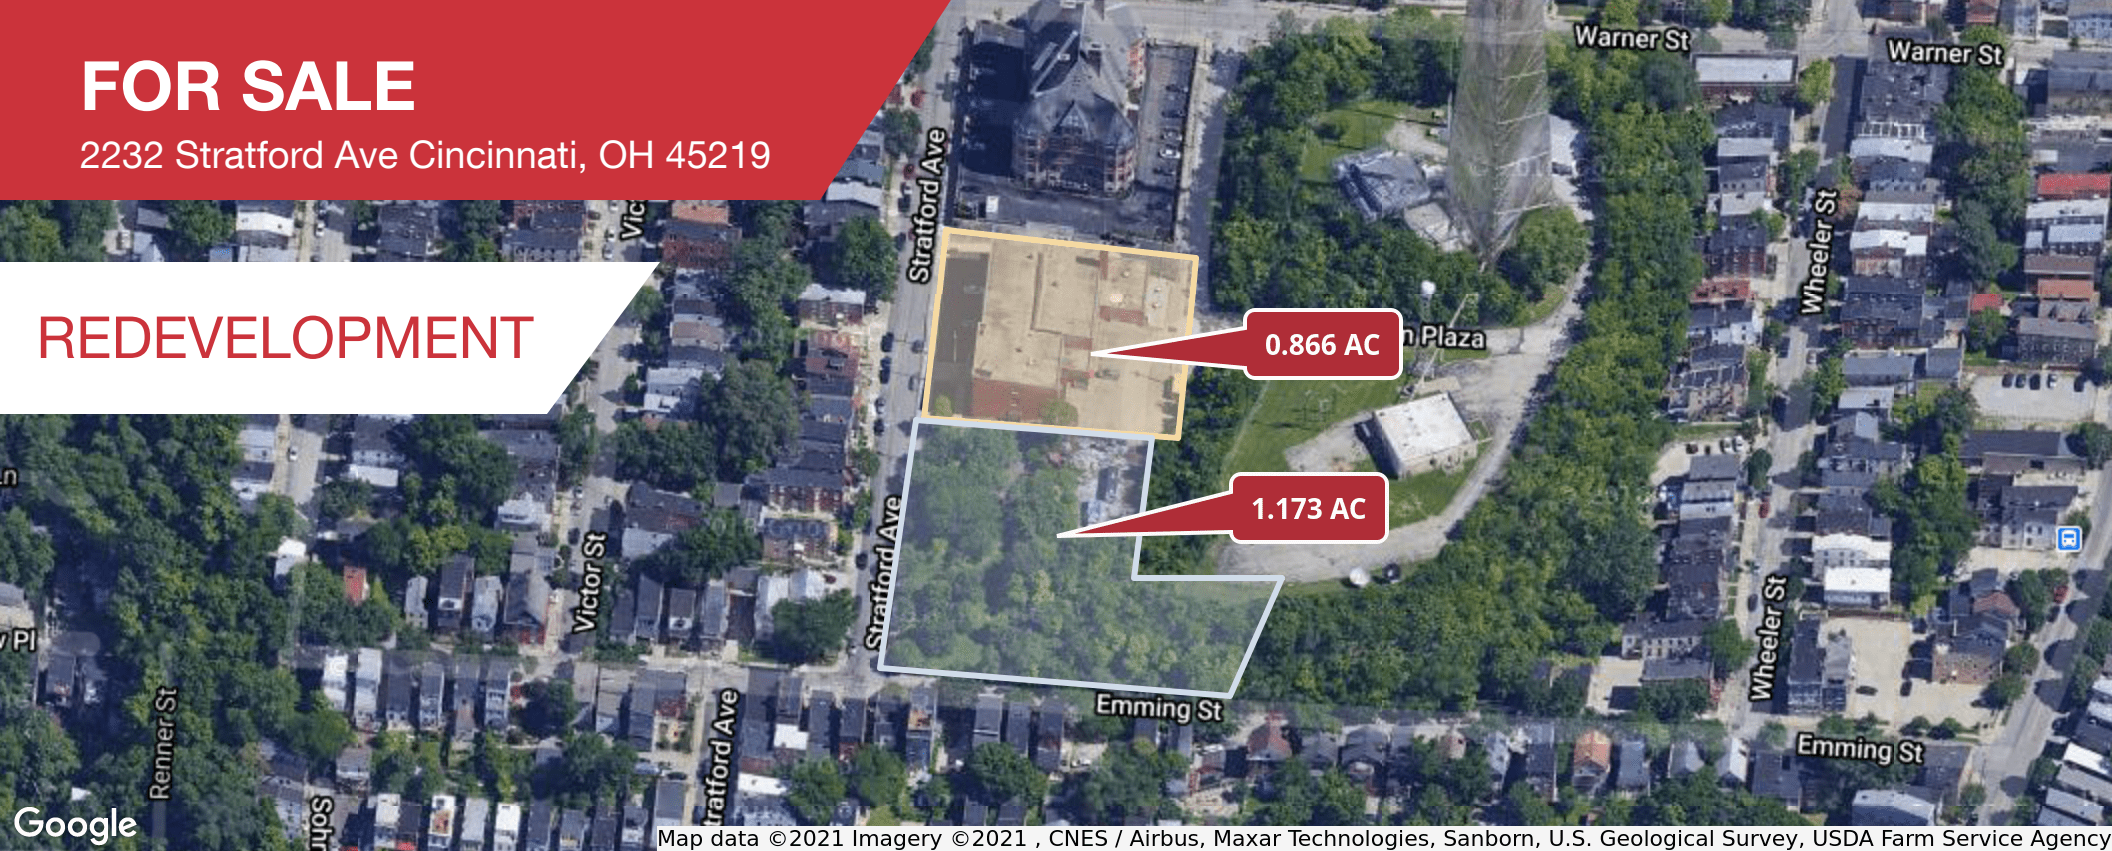 FOR SALE
2232 Stratford Ave Cincinnati, OH 45219
REDEVELOPMENT
Warner St
Warner St
Stratford Ave
Wheeler St
0.866 AC
n Plaza
1.173 AC
Stratford Ave
Victor St
Wheeler St
Renner St
Stratford Ave
Emming St
Emming St
Google
Map data ©2021 Imagery ©2021 , CNES / Airbus, Maxar Technologies, Sanborn, U.S. Geological Survey, USDA Farm Service Agency